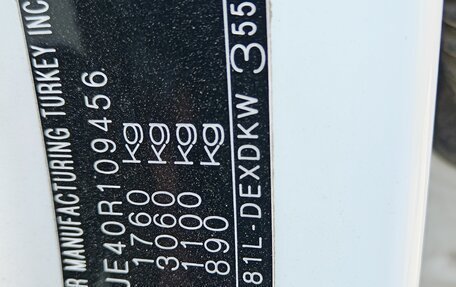 R MANUFACTURING TURKEY INC
JE40R109456
1760 kg
3060 kg
1100 kg
890 kg
81L-DEXDKW 355